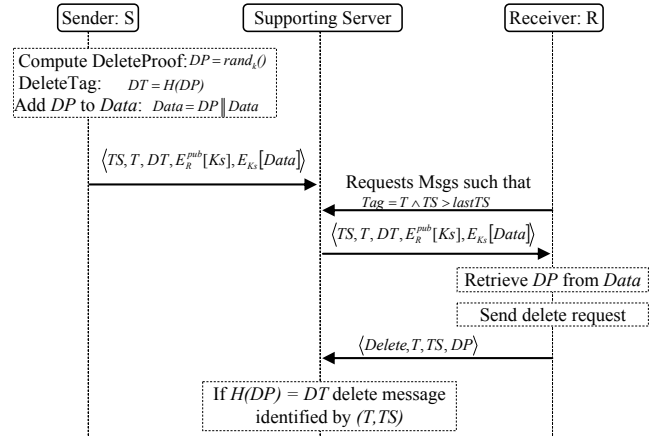 Sender: S
Supporting Server
Receiver: R
Compute DeleteProof: DP = rand_k()
DeleteTag: DT = H(DP)
Add DP to Data: Data = DP ∥ Data
⟨TS, T, DT, E_R^pub[Ks], E_Ks[Data]⟩
Requests Msgs such that
Tag = T ∧ TS > lastTS
⟨TS, T, DT, E_R^pub[Ks], E_Ks[Data]⟩
Retrieve DP from Data
Send delete request
⟨Delete, T, TS, DP⟩
If H(DP) = DT delete message
identified by (T,TS)